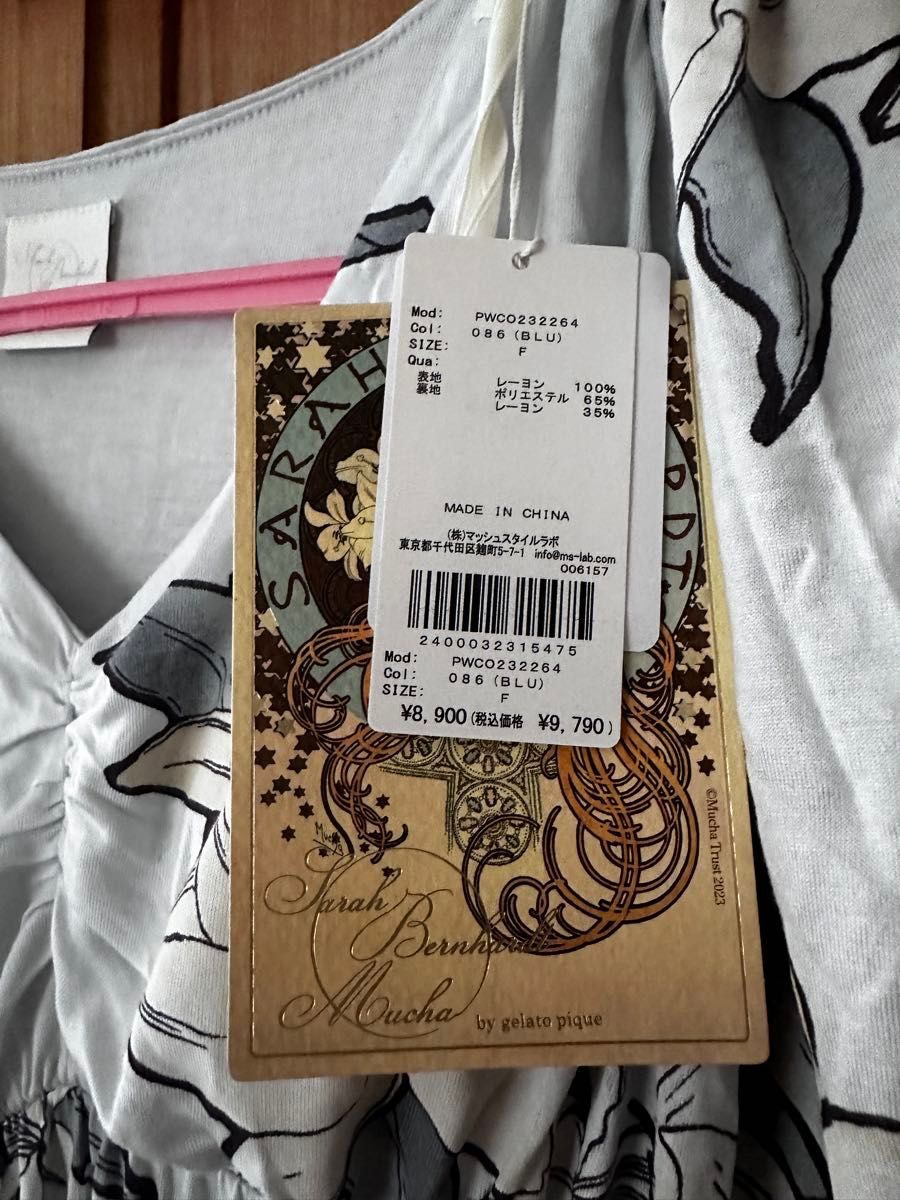 Mod: PWCO232264
Col: 086 (BLU)
SIZE: F
Qua:
表地 レーヨン 100%
裏地 ポリエステル 65%
レーヨン 35%
MADE IN CHINA
(株)マッシュスタイルラボ
東京都千代田区麹町5-7-1 info@ms-lab.com
006157
2400032315475
Mod: PWCO232264
Col: 086 (BLU)
SIZE: F
¥8,900(税込価格 ¥9,790)
SARAH
©Mucha Trust 2023
Mucha
Sarah
Bernhardt
Mucha
by gelato pique